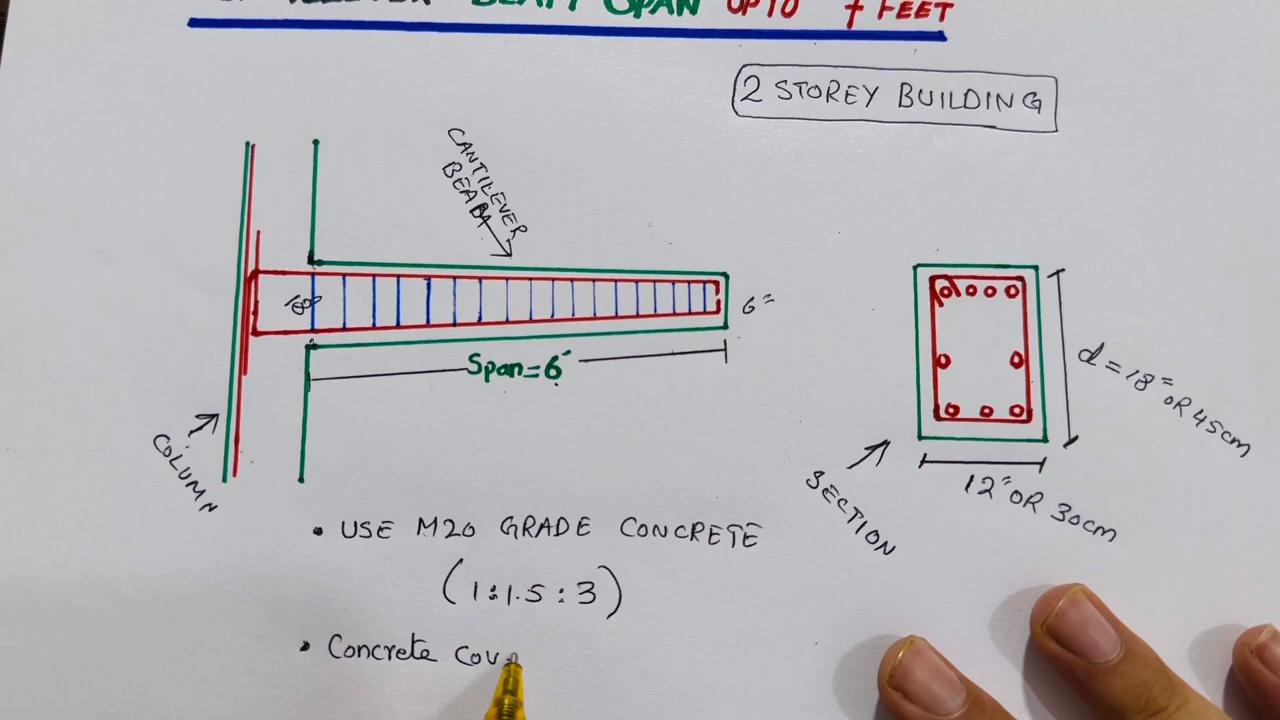 BEAM SPAN UPTO 7 FEET
2 STOREY BUILDING
CANTILEVER
BEAM
6"
Span=6'
COLUMN
d=18" OR 45cm
12" OR 30cm
SECTION
• USE M20 GRADE CONCRETE
(1:1.5:3)
• Concrete cov